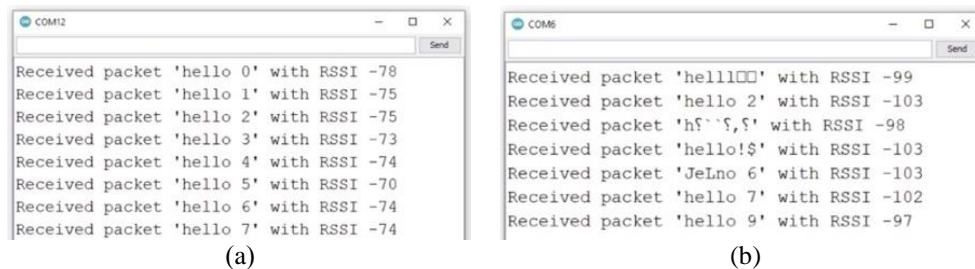 COM12
Send
Received packet 'hello 0' with RSSI -78
Received packet 'hello 1' with RSSI -75
Received packet 'hello 2' with RSSI -75
Received packet 'hello 3' with RSSI -73
Received packet 'hello 4' with RSSI -74
Received packet 'hello 5' with RSSI -70
Received packet 'hello 6' with RSSI -74
Received packet 'hello 7' with RSSI -74
(a)
COM6
Send
Received packet 'helll□□' with RSSI -99
Received packet 'hello 2' with RSSI -103
Received packet 'h⸮``⸮,⸮' with RSSI -98
Received packet 'hello!$' with RSSI -103
Received packet 'JeLno 6' with RSSI -103
Received packet 'hello 7' with RSSI -102
Received packet 'hello 9' with RSSI -97
(b)